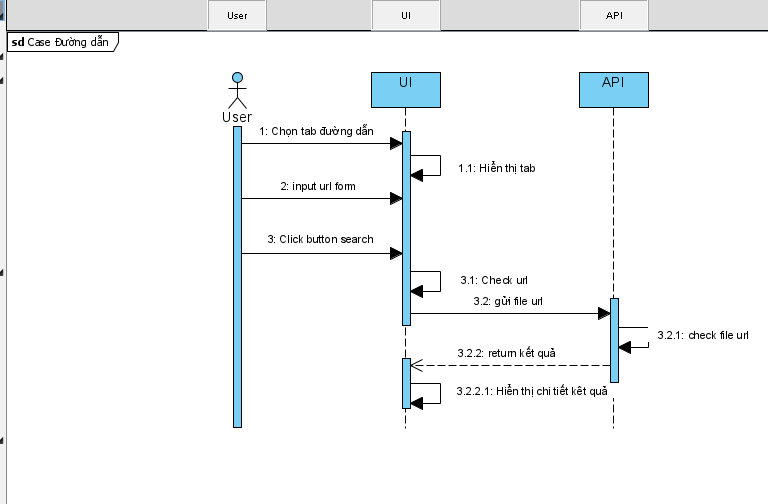 User UI API
sd Case Đường dẫn
UI API
User
1: Chọn tab đường dẫn
1.1: Hiển thị tab
2: input url form
3: Click button search
3.1: Check url
3.2: gửi file url
3.2.1: check file url
3.2.2: return kết quả
3.2.2.1: Hiển thị chi tiết kêt quả